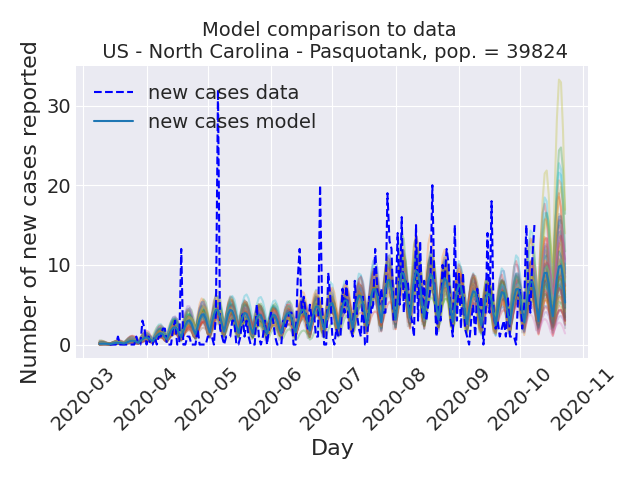 Model comparison to data
US - North Carolina - Pasquotank, pop. = 39824
Number of new cases reported
30
20
10
0
new cases data
new cases model
2020-03
2020-04
2020-05
2020-06
2020-07
2020-08
2020-09
2020-10
2020-11
Day